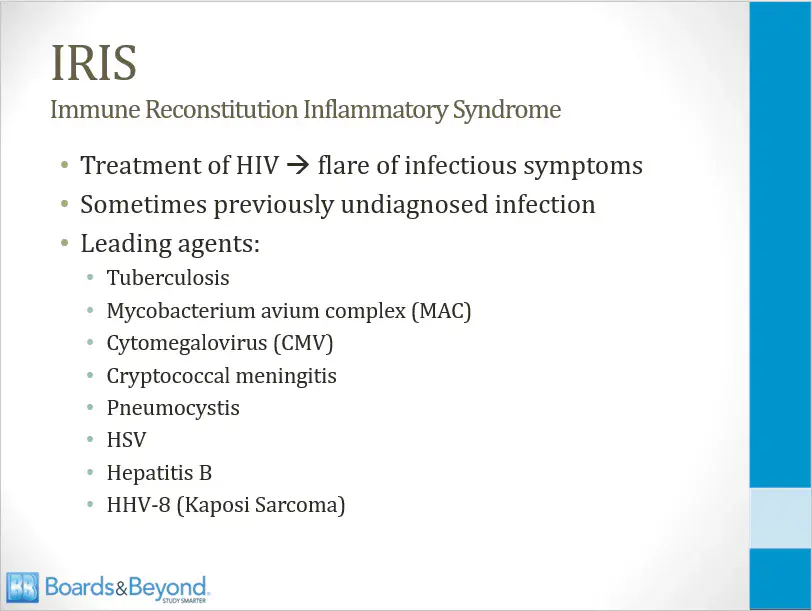 IRIS
Immune Reconstitution Inflammatory Syndrome
• Treatment of HIV → flare of infectious symptoms
• Sometimes previously undiagnosed infection
• Leading agents:
• Tuberculosis
• Mycobacterium avium complex (MAC)
• Cytomegalovirus (CMV)
• Cryptococcal meningitis
• Pneumocystis
• HSV
• Hepatitis B
• HHV-8 (Kaposi Sarcoma)
BB Boards&Beyond.
STUDY SMARTER